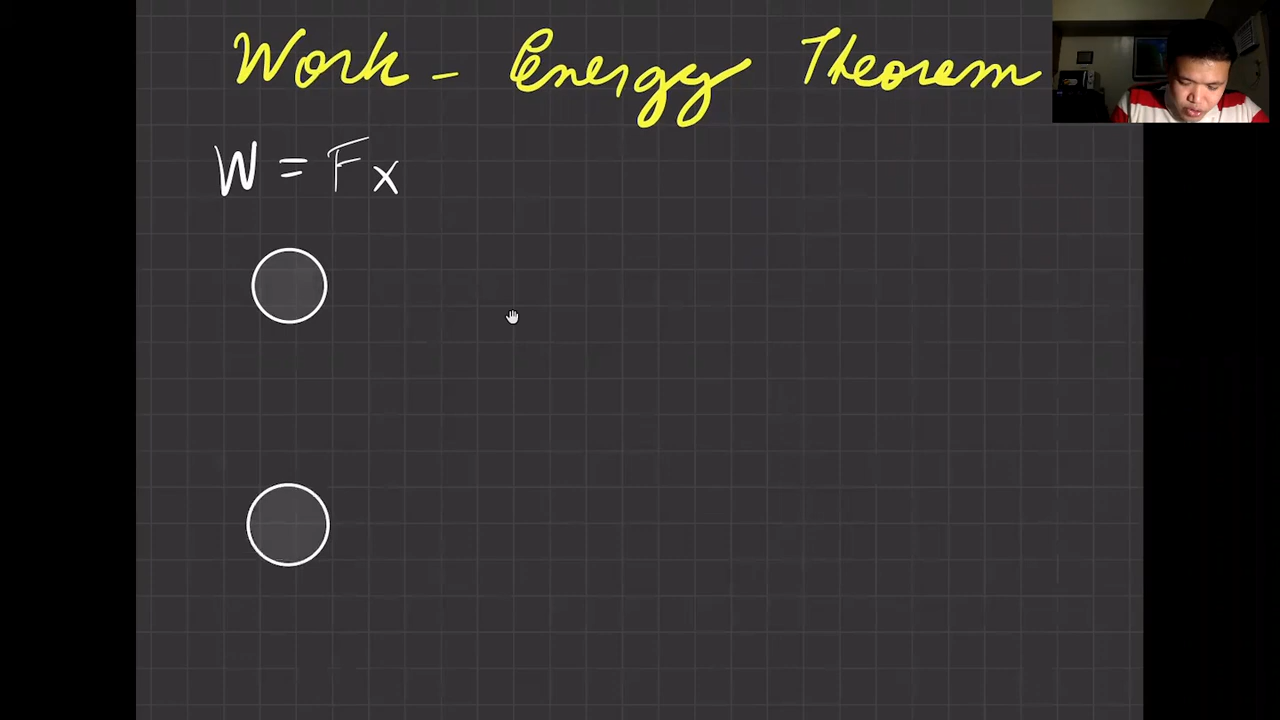 Work - Energy Theorem
W = Fx